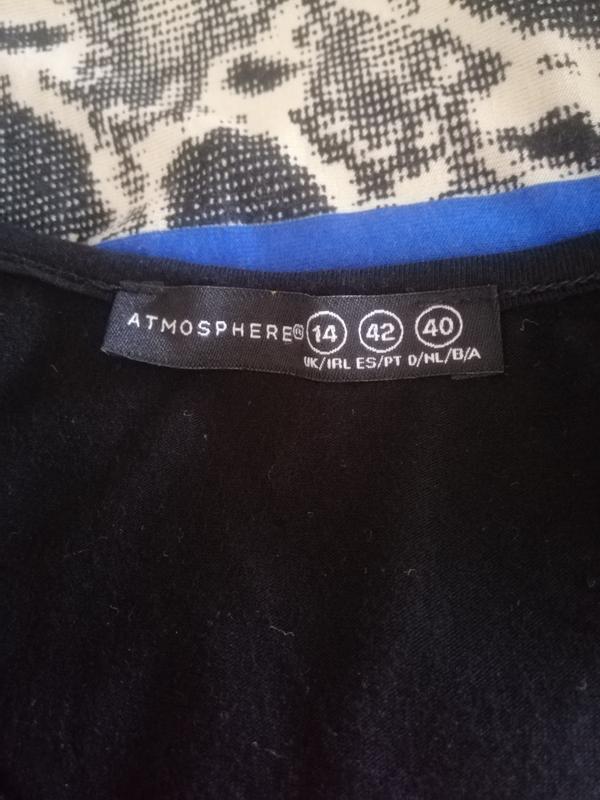 ATMOSPHERE® 14 42 40
UK/IRL ES/PT D/NL/B/A